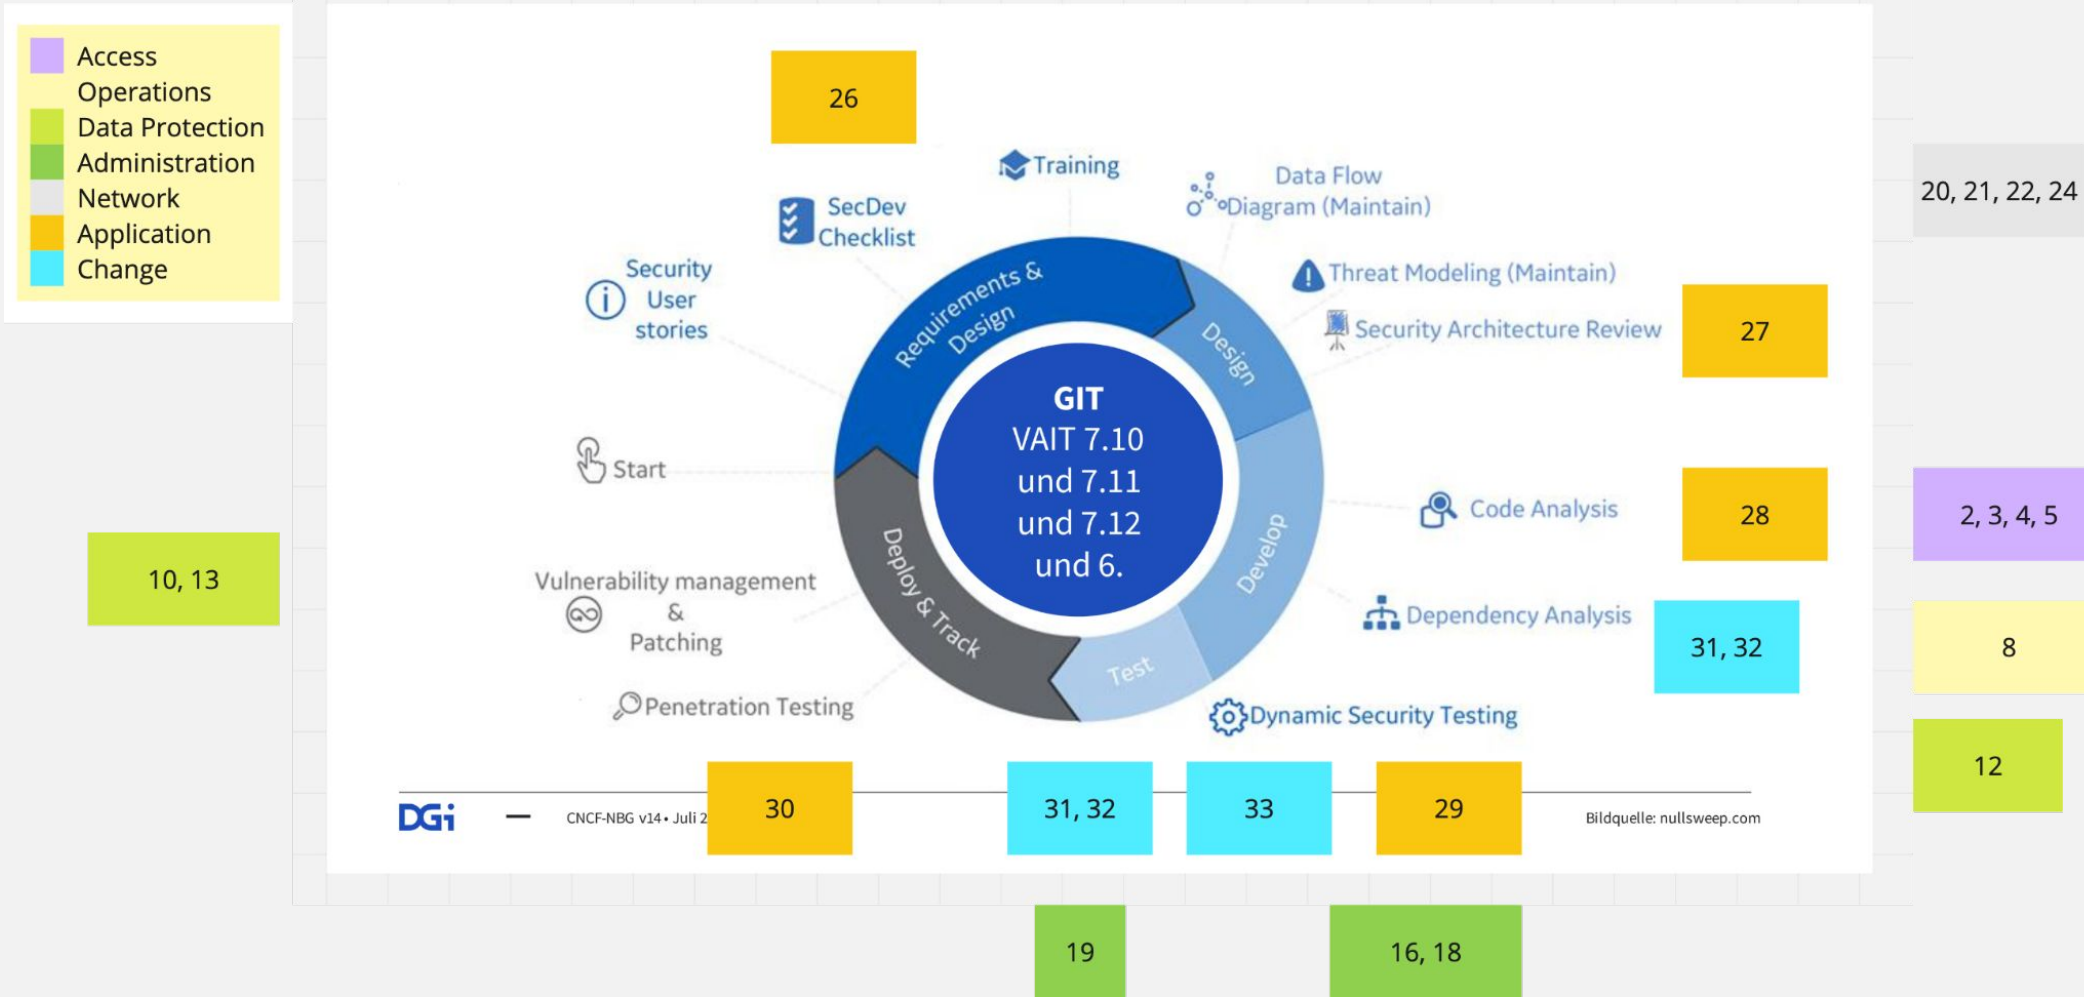 Access
Operations
Data Protection
Administration
Network
Application
Change
26
Training
Data Flow
Diagram (Maintain)
20, 21, 22, 24
SecDev
Checklist
Security
User
stories
Threat Modeling (Maintain)
Security Architecture Review
27
Requirements &
Design
Design
GIT
VAIT 7.10
und 7.11
und 7.12
und 6.
Start
Code Analysis
28
2, 3, 4, 5
Develop
Deploy & Track
10, 13
Vulnerability management
&
Patching
Dependency Analysis
31, 32
8
Test
Penetration Testing
Dynamic Security Testing
12
DGi
— CNCF-NBG v14 • Juli 2
30
31, 32
33
29
Bildquelle: nullsweep.com
19
16, 18